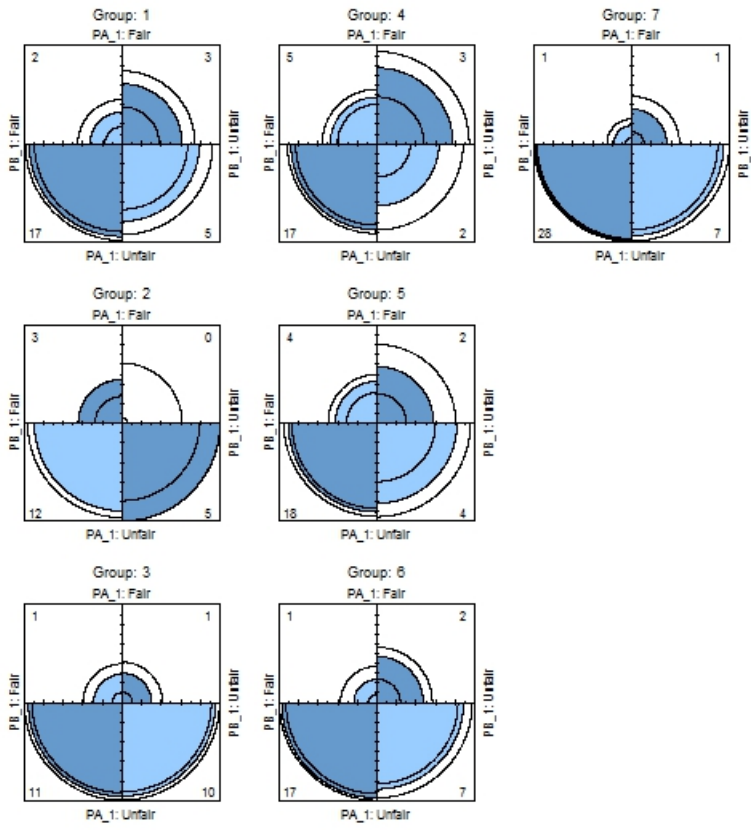 Group: 1
PA_1: Fair
2 3
PB_1: Fair
PB_1: Unfair
17 5
PA_1: Unfair
Group: 4
PA_1: Fair
5 3
PB_1: Fair
PB_1: Unfair
17 2
PA_1: Unfair
Group: 7
PA_1: Fair
1 1
PB_1: Fair
PB_1: Unfair
28 7
PA_1: Unfair
Group: 2
PA_1: Fair
3 0
PB_1: Fair
PB_1: Unfair
12 5
PA_1: Unfair
Group: 5
PA_1: Fair
4 2
PB_1: Fair
PB_1: Unfair
18 4
PA_1: Unfair
Group: 3
PA_1: Fair
1 1
PB_1: Fair
PB_1: Unfair
11 10
PA_1: Unfair
Group: 6
PA_1: Fair
1 2
PB_1: Fair
PB_1: Unfair
17 7
PA_1: Unfair